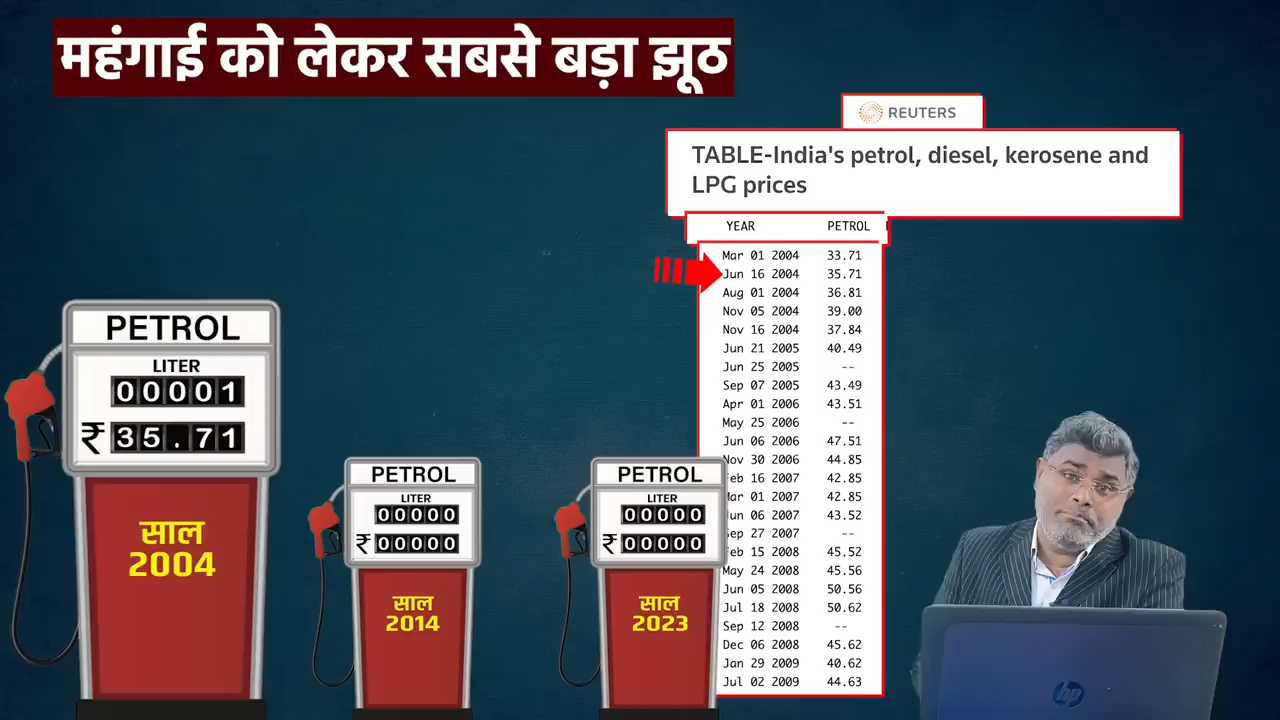 महंगाई को लेकर सबसे बड़ा झूठ
REUTERS
TABLE-India's petrol, diesel, kerosene and
LPG prices
YEAR PETROL
Mar 01 2004 33.71
Jun 16 2004 35.71
Aug 01 2004 36.81
Nov 05 2004 39.00
Nov 16 2004 37.84
Jun 21 2005 40.49
Jun 25 2005 --
Sep 07 2005 43.49
Apr 01 2006 43.51
May 25 2006 --
Jun 06 2006 47.51
Nov 30 2006 44.85
Feb 16 2007 42.85
Mar 01 2007 42.85
Jun 06 2007 43.52
Sep 27 2007 --
Feb 15 2008 45.52
May 24 2008 45.56
Jun 05 2008 50.56
Jul 18 2008 50.62
Sep 12 2008 --
Dec 06 2008 45.62
Jan 29 2009 40.62
Jul 02 2009 44.63
PETROL
LITER
00001
₹35.71
साल
2004
PETROL
LITER
00000
₹00000
साल
2014
PETROL
LITER
00000
₹00000
साल
2023
hp